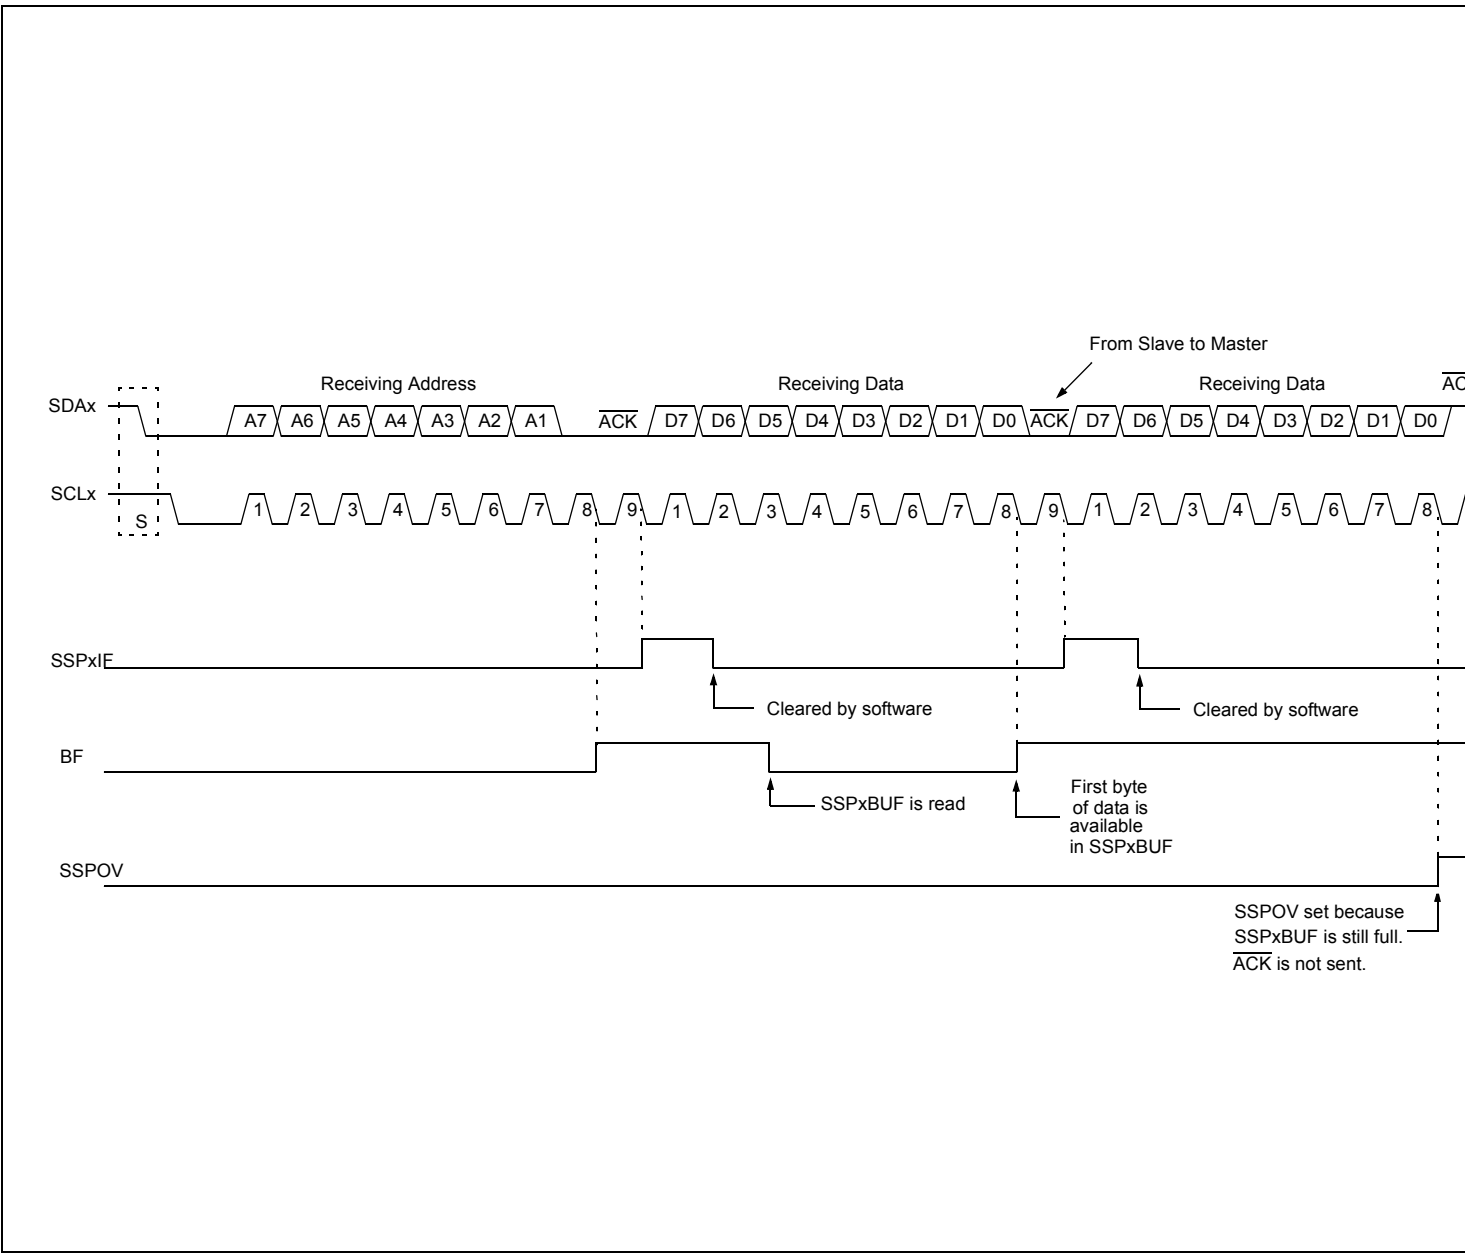 From Slave to Master
Receiving Address
Receiving Data
Receiving Data
AC
SDAx
A7 A6 A5 A4 A3 A2 A1 ACK D7 D6 D5 D4 D3 D2 D1 D0 ACK D7 D6 D5 D4 D3 D2 D1 D0
SCLx
S
1 2 3 4 5 6 7 8 9 1 2 3 4 5 6 7 8 9 1 2 3 4 5 6 7 8
SSPxIF
Cleared by software
Cleared by software
BF
SSPxBUF is read
First byte
of data is
available
in SSPxBUF
SSPOV
SSPOV set because
SSPxBUF is still full.
ACK is not sent.